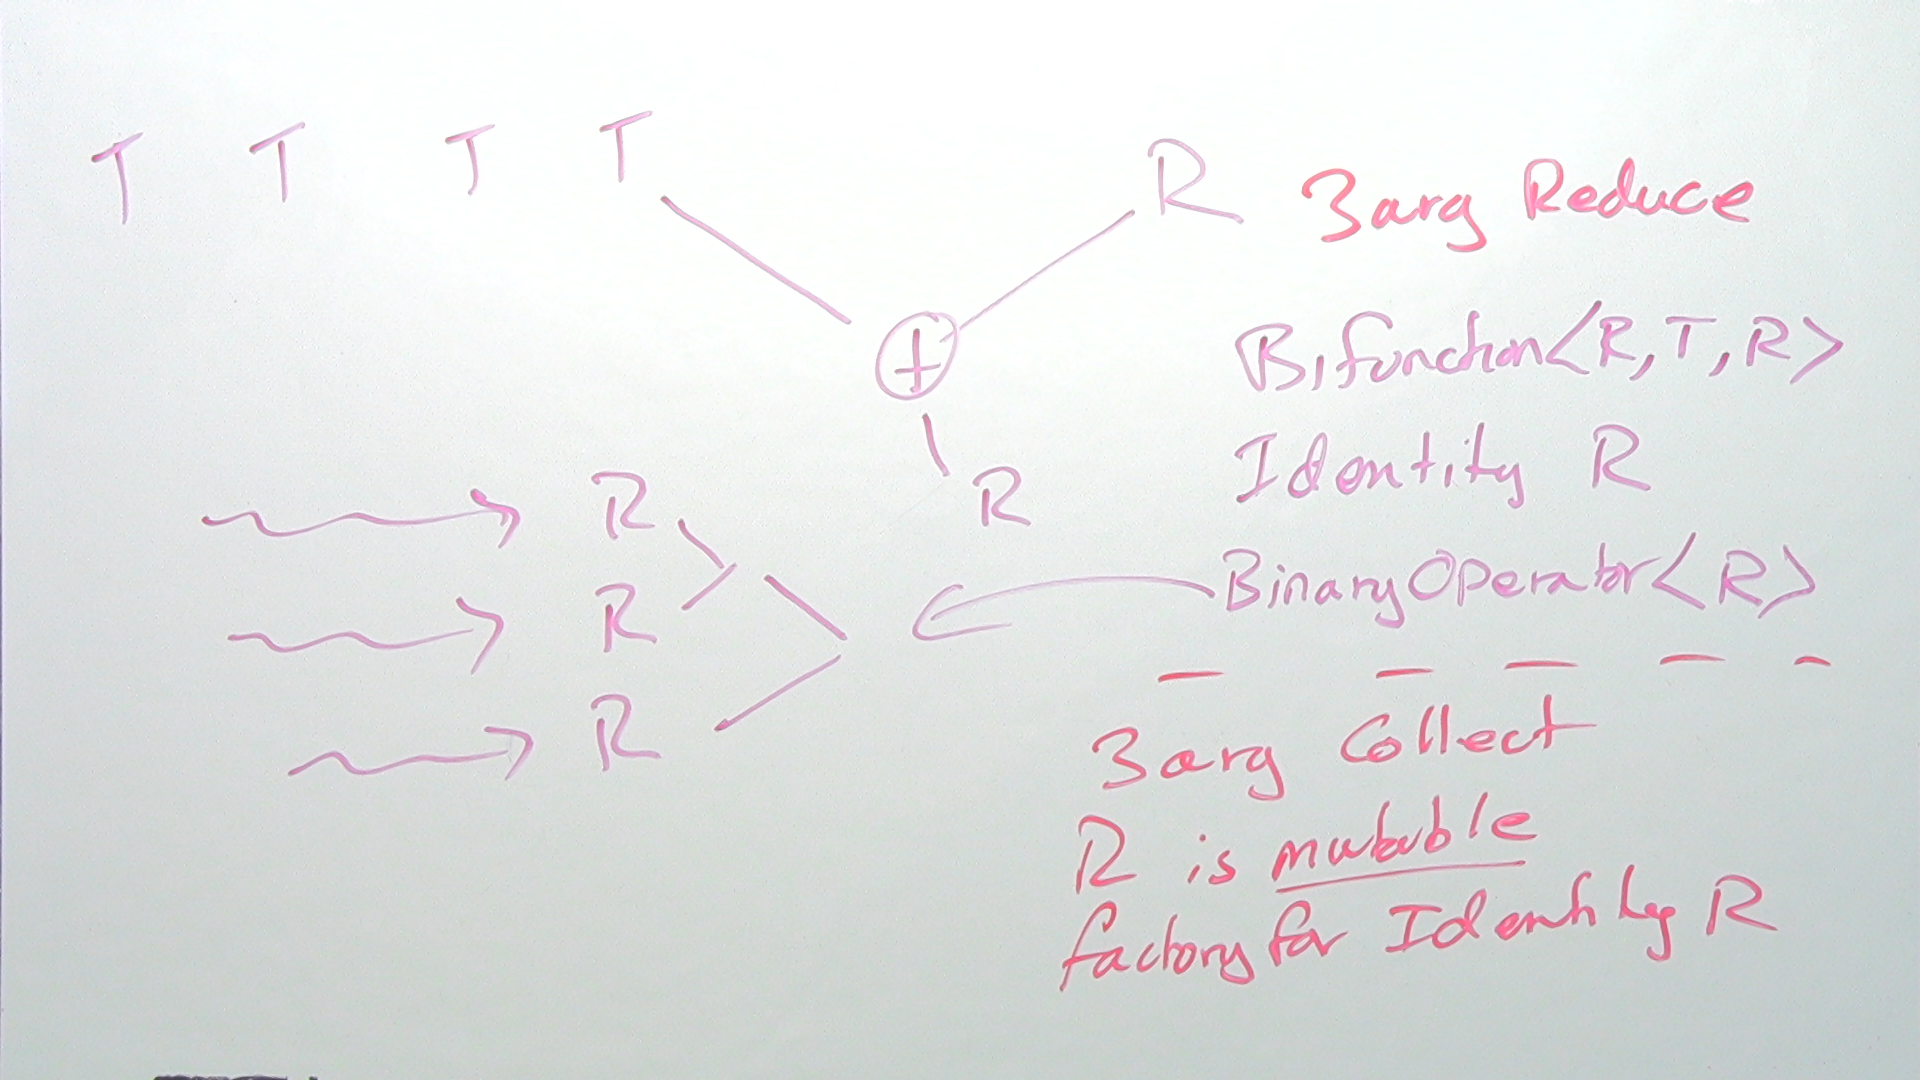 T T T T R 3arg Reduce
+
Bifunction<R,T,R>
R
Identity R
R
BinaryOperator<R>
R
R
3arg Collect
R is mutable
factory for Identity R